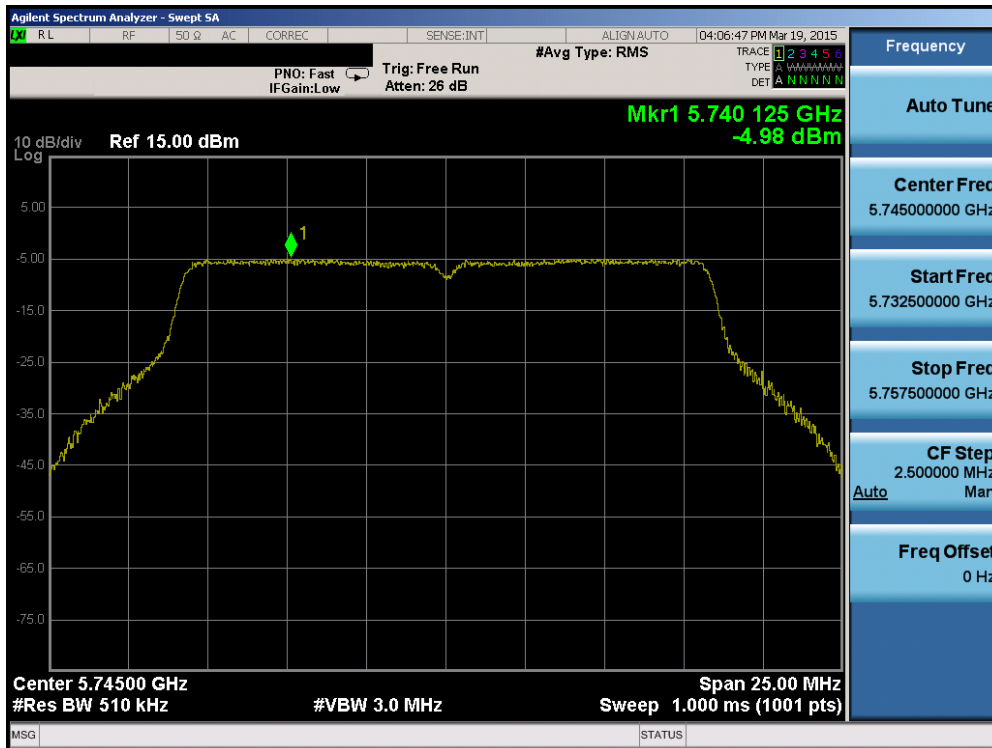 Agilent Spectrum Analyzer - Swept SA
LXI RL RF 50 Ω AC CORREC SENSE:INT ALIGN AUTO 04:06:47 PM Mar 19, 2015
#Avg Type: RMS
TRACE 1 2 3 4 5 6
PNO: Fast Trig: Free Run
TYPE A WWWWW
IFGain:Low Atten: 26 dB
DET A N N N N N
Mkr1 5.740 125 GHz
-4.98 dBm
10 dB/div Ref 15.00 dBm
Log
5.00
1
-5.00
-15.0
-25.0
-35.0
-45.0
-55.0
-65.0
-75.0
Center 5.74500 GHz Span 25.00 MHz
#Res BW 510 kHz #VBW 3.0 MHz Sweep 1.000 ms (1001 pts)
MSG STATUS
Frequency
Auto Tune
Center Freq
5.745000000 GHz
Start Freq
5.732500000 GHz
Stop Freq
5.757500000 GHz
CF Step
2.500000 MHz
Auto Man
Freq Offset
0 Hz